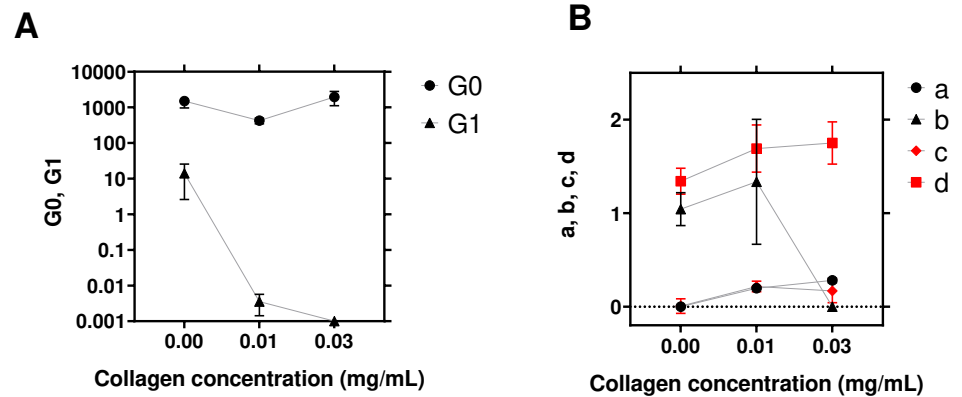 A
10000
1000
100
10
1
0.1
0.01
0.001
G0, G1
0.00 0.01 0.03
Collagen concentration (mg/mL)
G0
G1
B
2
1
0
a, b, c, d
0.00 0.01 0.03
Collagen concentration (mg/mL)
a
b
c
d